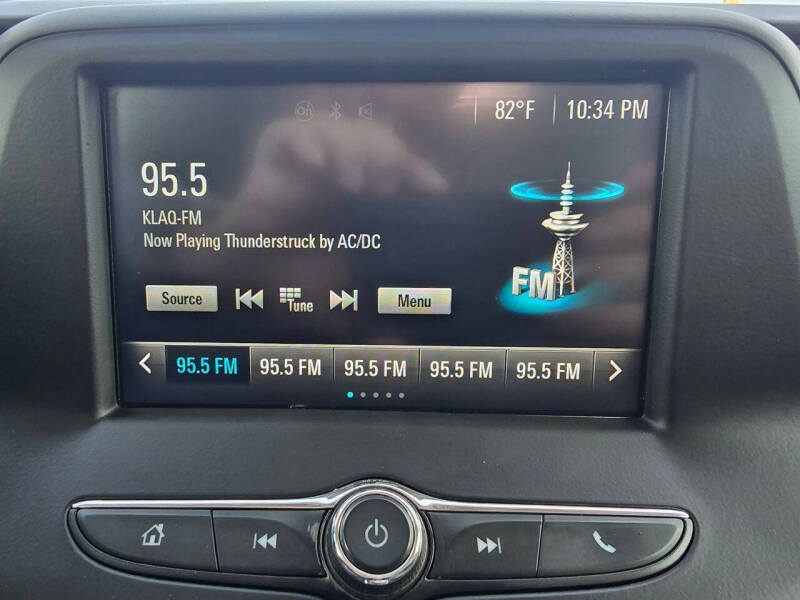 On
82°F
10:34 PM
95.5
KLAQ-FM
Now Playing Thunderstruck by AC/DC
FM
Source
Tune
Menu
95.5 FM
95.5 FM
95.5 FM
95.5 FM
95.5 FM